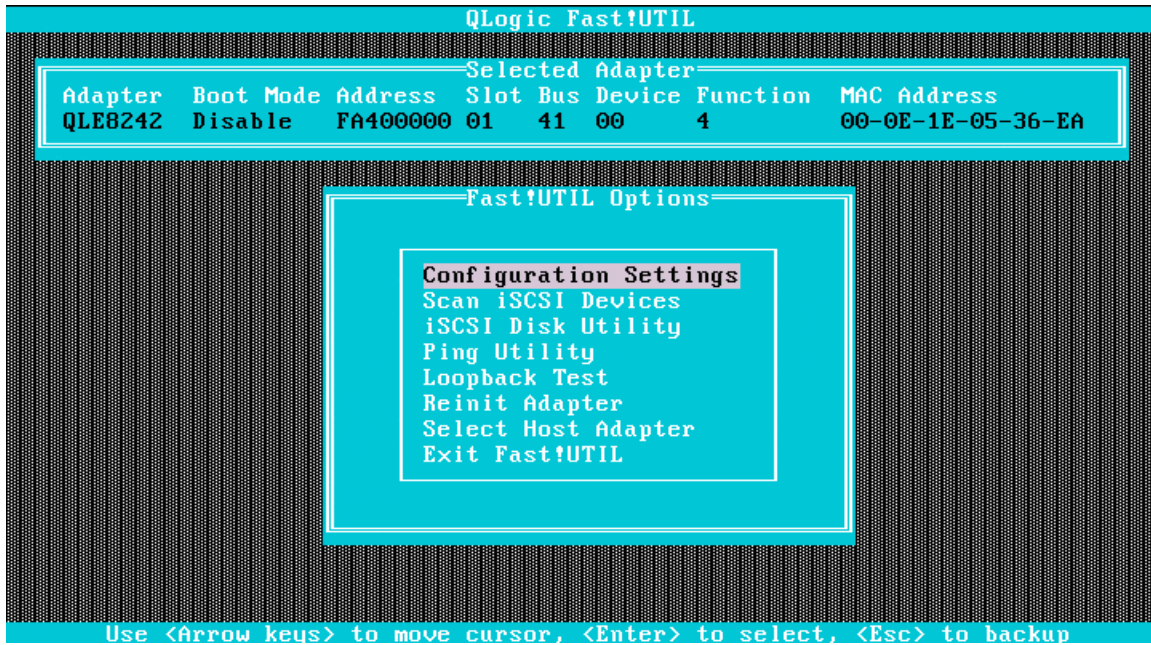 QLogic Fast!UTIL
Selected Adapter
Adapter Boot Mode Address Slot Bus Device Function MAC Address
QLE8242 Disable FA400000 01 41 00 4 00-0E-1E-05-36-EA
Fast!UTIL Options
Configuration Settings
Scan iSCSI Devices
iSCSI Disk Utility
Ping Utility
Loopback Test
Reinit Adapter
Select Host Adapter
Exit Fast!UTIL
Use <Arrow keys> to move cursor, <Enter> to select, <Esc> to backup